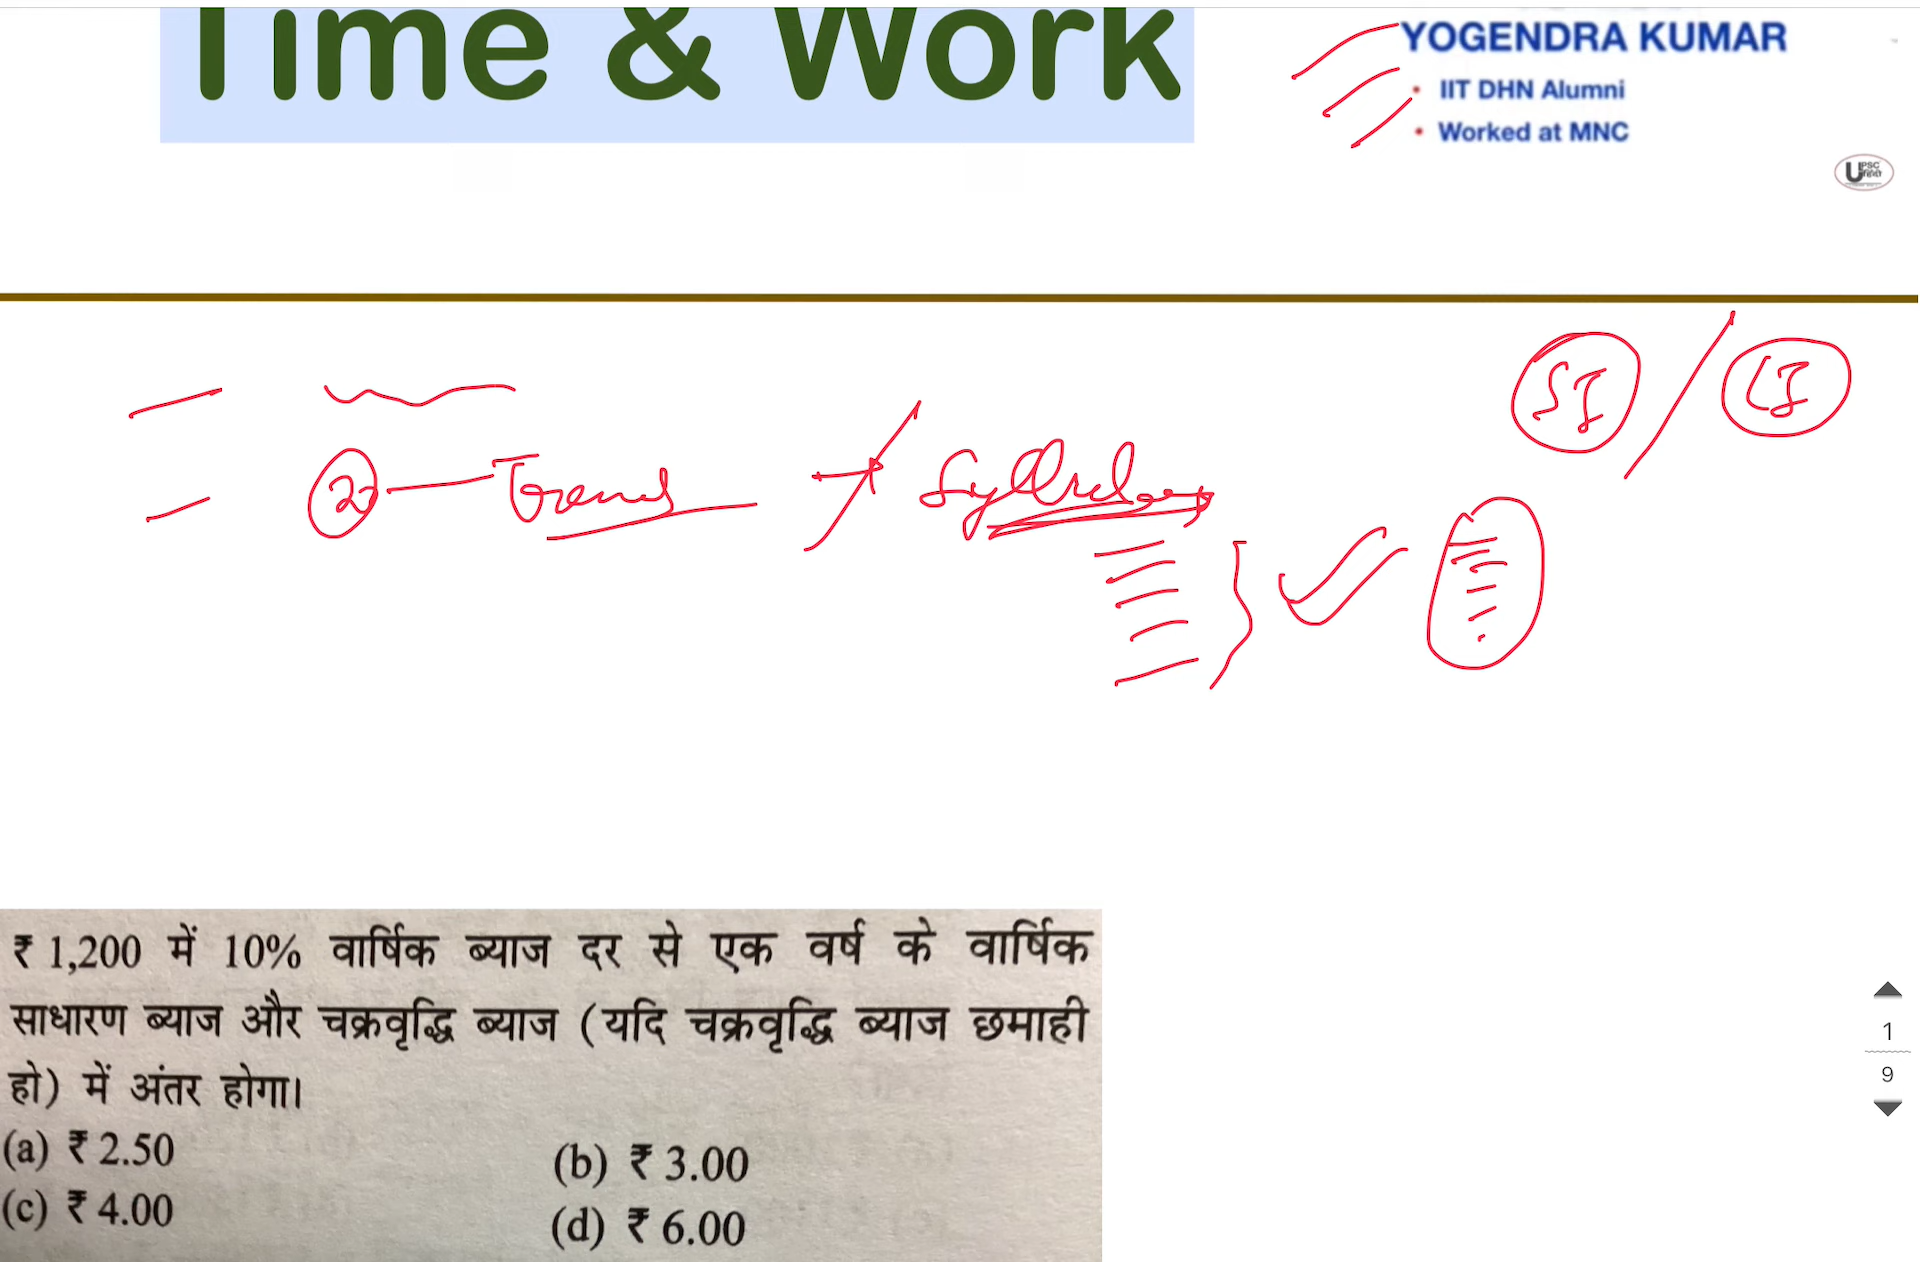 Time & Work
YOGENDRA KUMAR
• IIT DHN Alumni
• Worked at MNC
SI / CI
₹ 1,200 में 10% वार्षिक ब्याज दर से एक वर्ष के वार्षिक
साधारण ब्याज और चक्रवृद्धि ब्याज (यदि चक्रवृद्धि ब्याज छमाही
हो) में अंतर होगा।
(a) ₹ 2.50 (b) ₹ 3.00
(c) ₹ 4.00 (d) ₹ 6.00
1
9